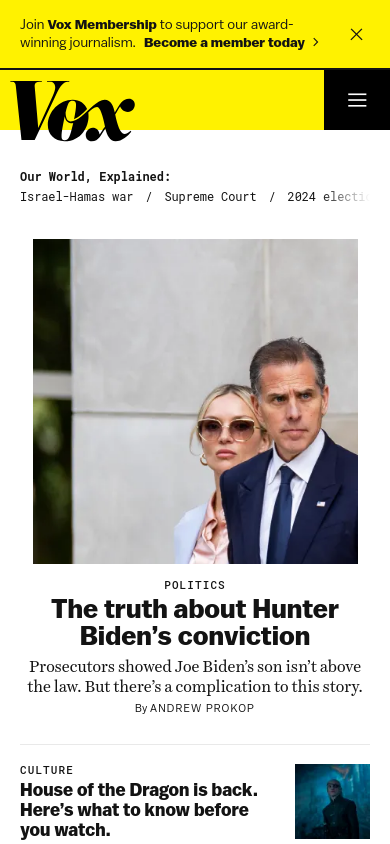 Join Vox Membership to support our award-
winning journalism. Become a member today
Vox
Our World, Explained:
Israel-Hamas war / Supreme Court / 2024 electi
POLITICS
The truth about Hunter
Biden’s conviction
Prosecutors showed Joe Biden’s son isn’t above
the law. But there’s a complication to this story.
By ANDREW PROKOP
CULTURE
House of the Dragon is back.
Here’s what to know before
you watch.